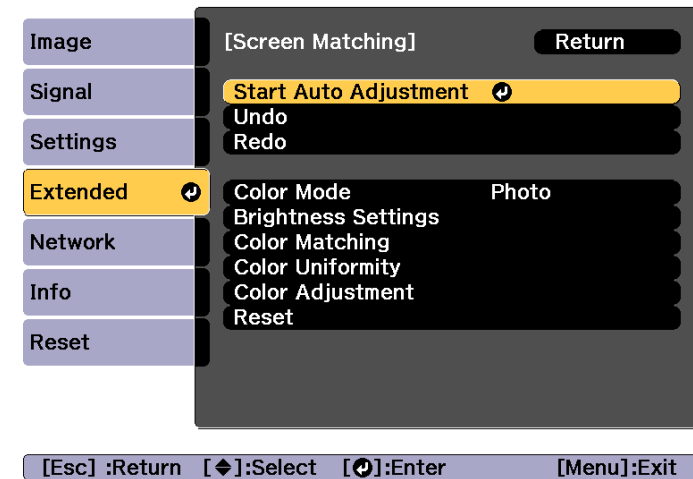 Image
Signal
Settings
Extended
Network
Info
Reset
[Screen Matching] Return
Start Auto Adjustment
Undo
Redo
Color Mode Photo
Brightness Settings
Color Matching
Color Uniformity
Color Adjustment
Reset
[Esc] :Return [◆]:Select [↵]:Enter [Menu]:Exit